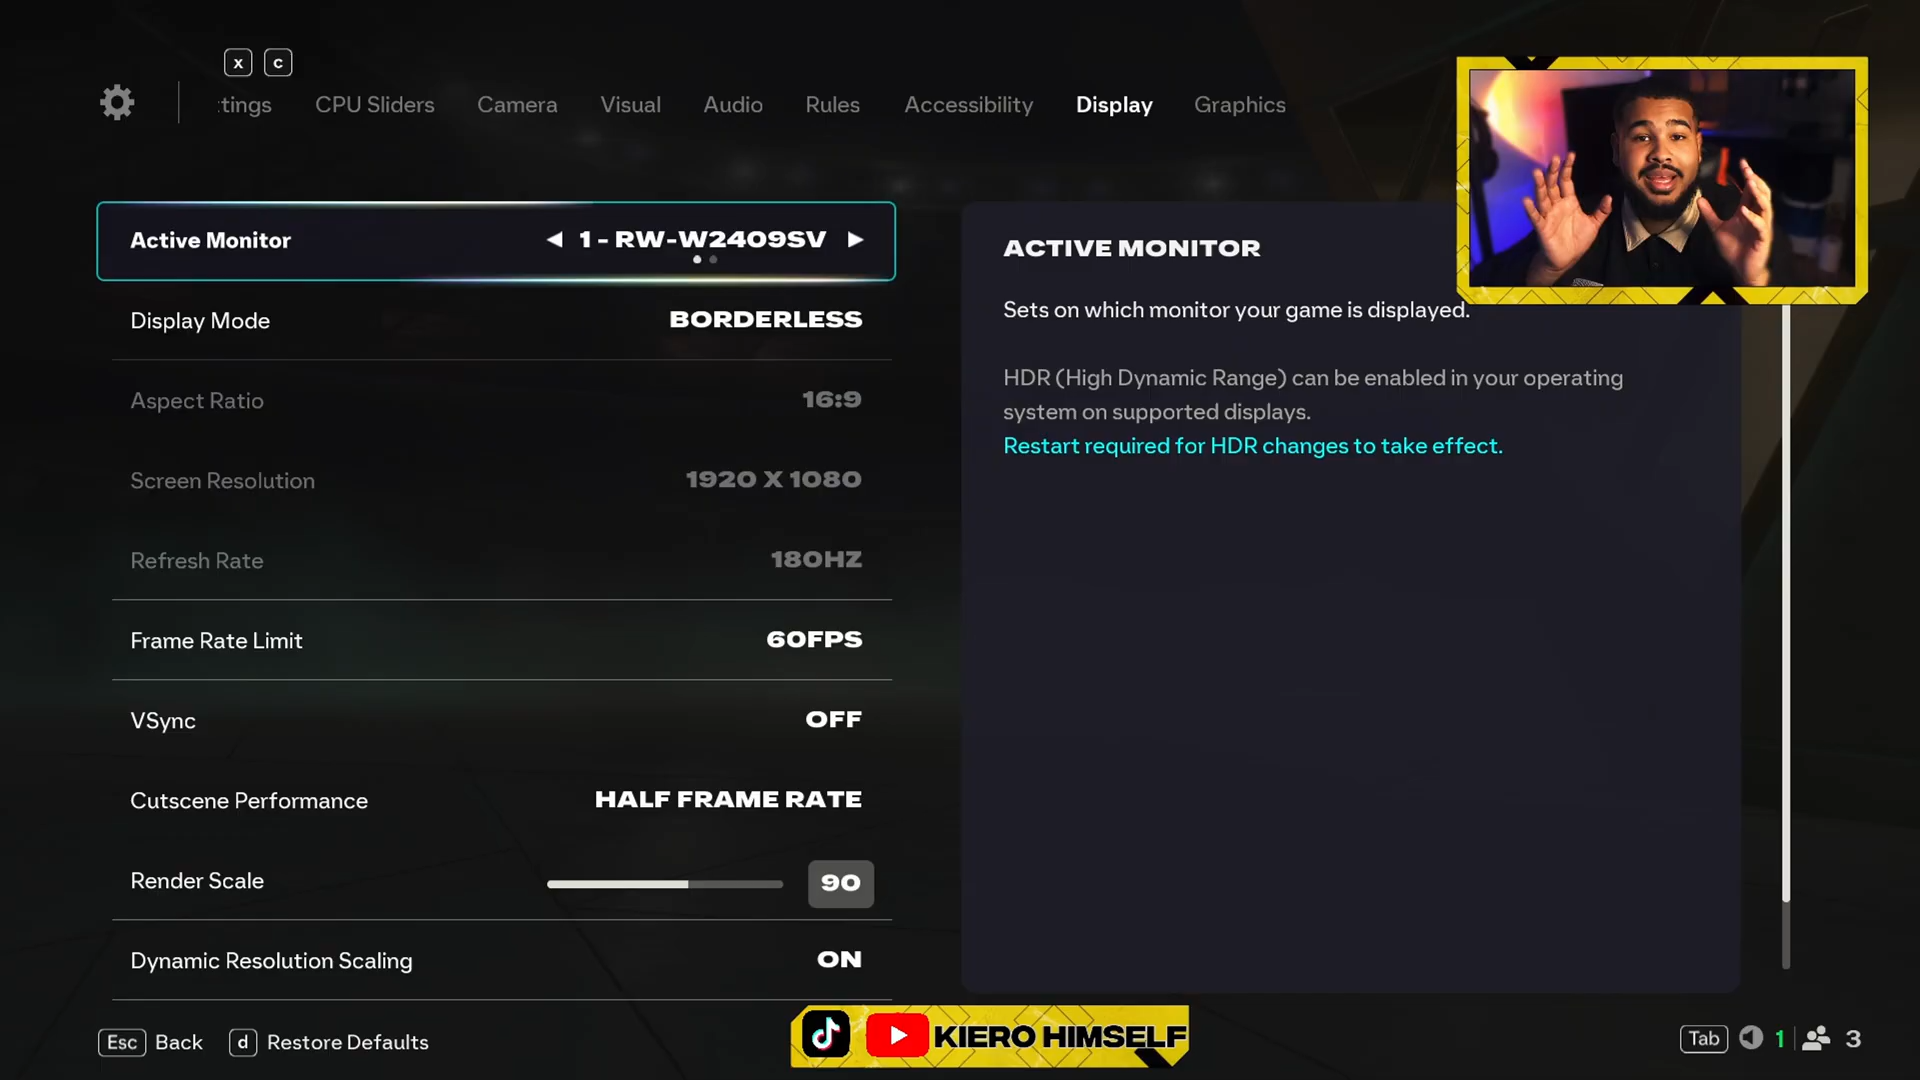 x c
:tings CPU Sliders Camera Visual Audio Rules Accessibility Display Graphics
Active Monitor 1 - RW-W2409SV
Display Mode BORDERLESS
Aspect Ratio 16:9
Screen Resolution 1920 X 1080
Refresh Rate 180HZ
Frame Rate Limit 60FPS
VSync OFF
Cutscene Performance HALF FRAME RATE
Render Scale 90
Dynamic Resolution Scaling ON
ACTIVE MONITOR
Sets on which monitor your game is displayed.
HDR (High Dynamic Range) can be enabled in your operating
system on supported displays.
Restart required for HDR changes to take effect.
Esc Back d Restore Defaults
KIERO HIMSELF
Tab 1 3